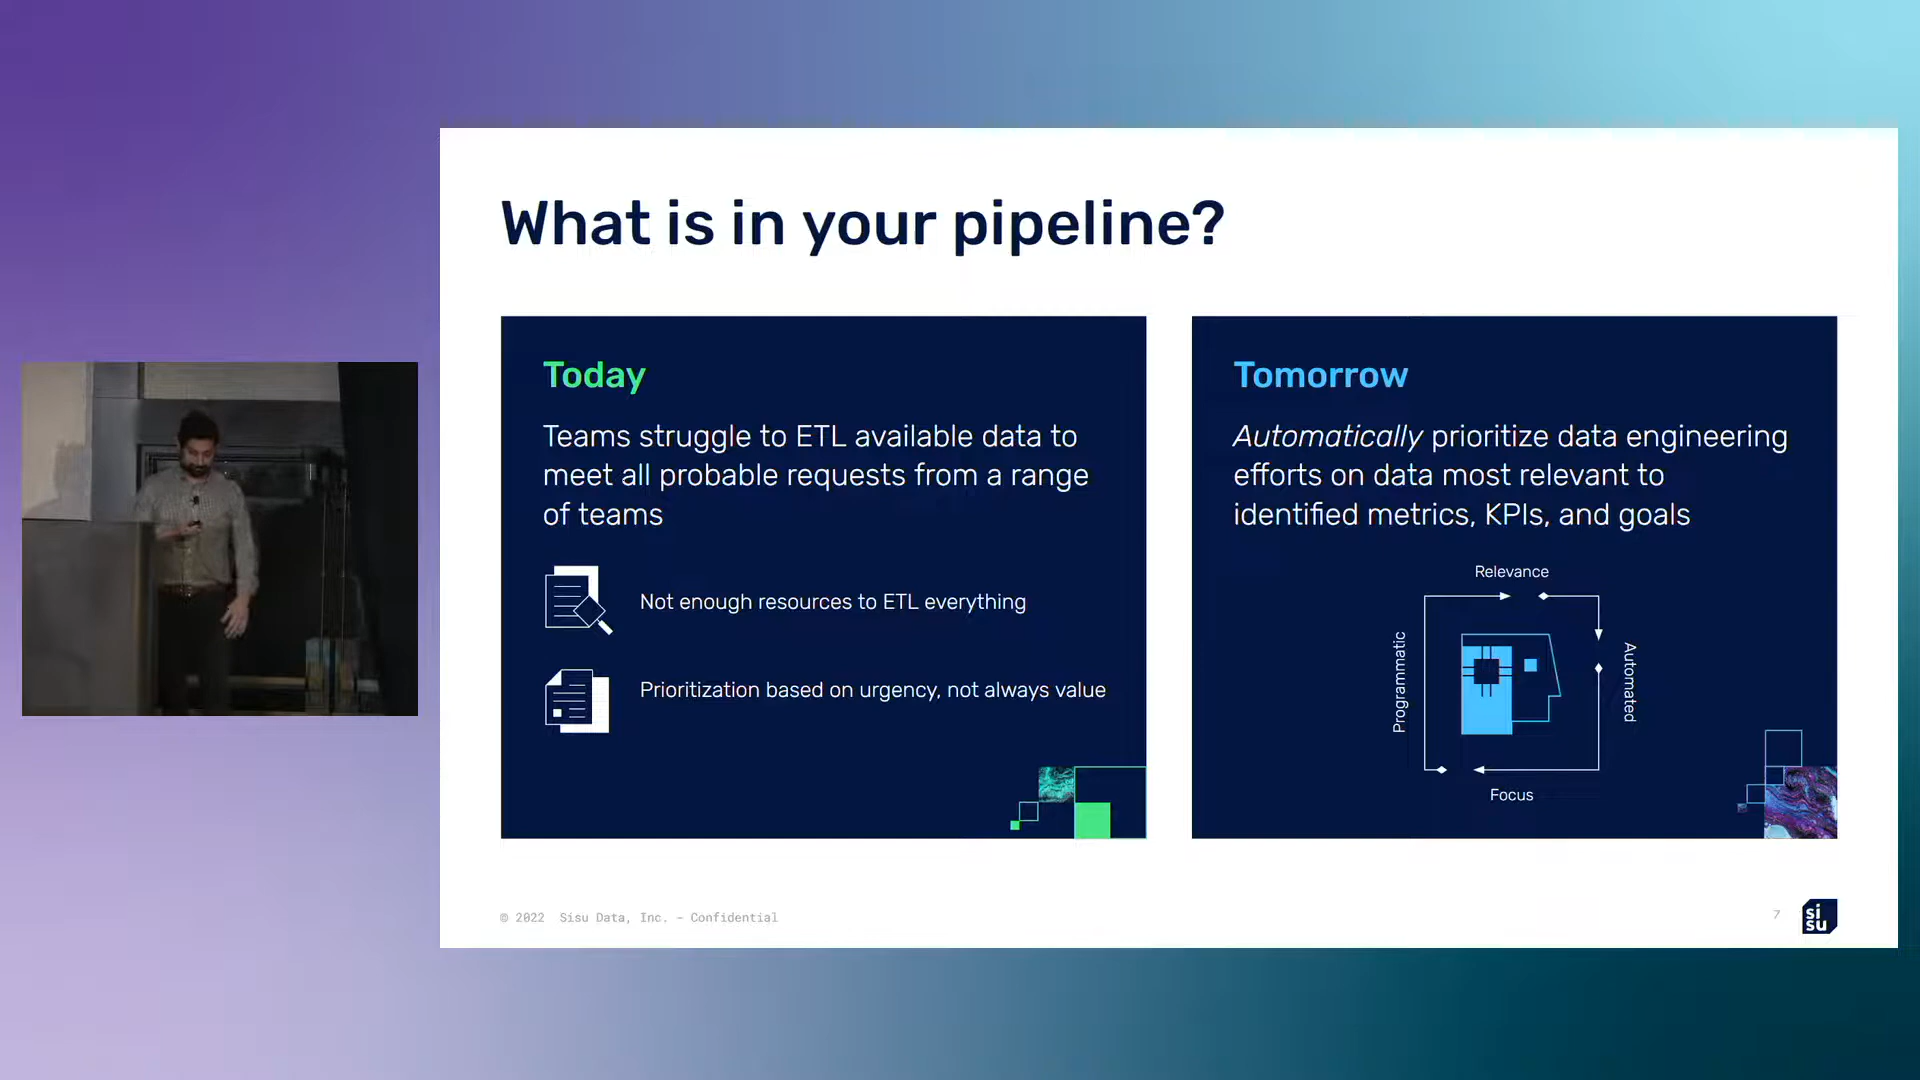 What is in your pipeline?
Today
Teams struggle to ETL available data to
meet all probable requests from a range
of teams
Not enough resources to ETL everything
Prioritization based on urgency, not always value
Tomorrow
Automatically prioritize data engineering
efforts on data most relevant to
identified metrics, KPIs, and goals
Relevance
Programmatic
Automated
Focus
© 2022 Sisu Data, Inc. - Confidential
7
si
su